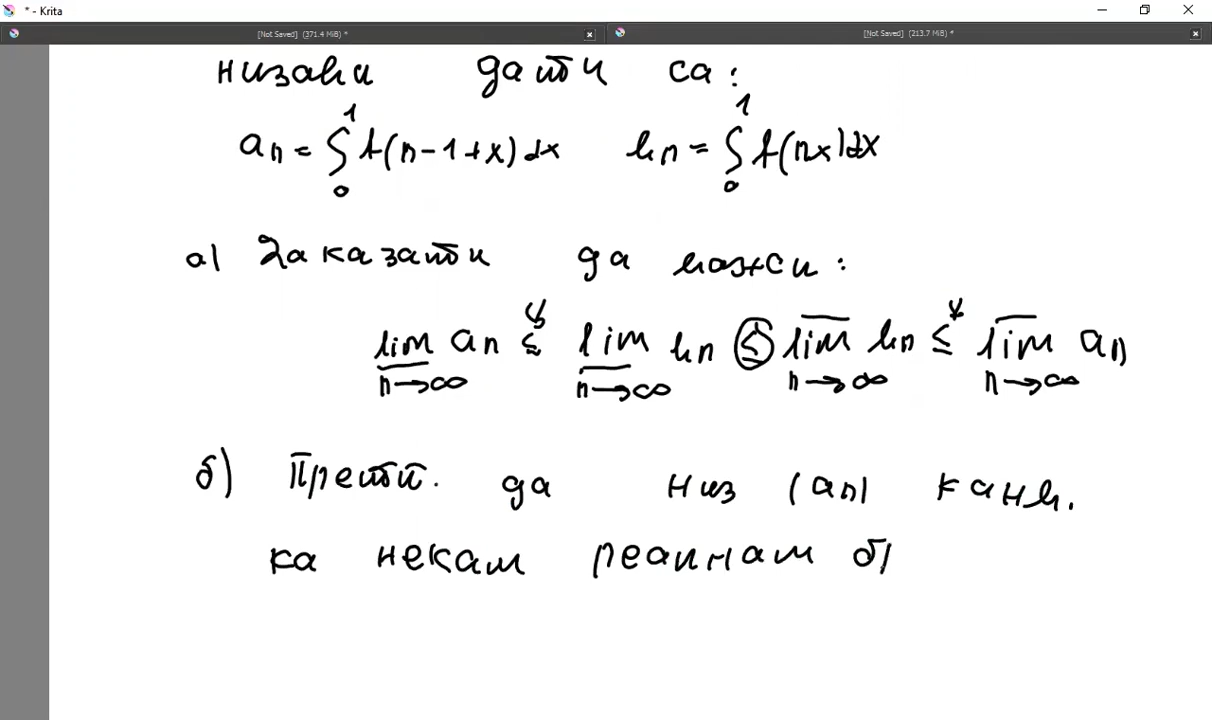 * - Krita
[Not Saved] (371.4 MiB) * [Not Saved] (213.7 MiB) *
низови дати са:
aₙ = ∫₀¹ f(n-1+x)dx bₙ = ∫₀¹ f(nx)dx
а) Доказати да важи:
lim aₙ ≤ lim bₙ ≤ lim bₙ ≤ lim aₙ
n→∞ n→∞ n→∞ n→∞
б) Претп. да низ (aₙ) конв.
ка неком реалном б